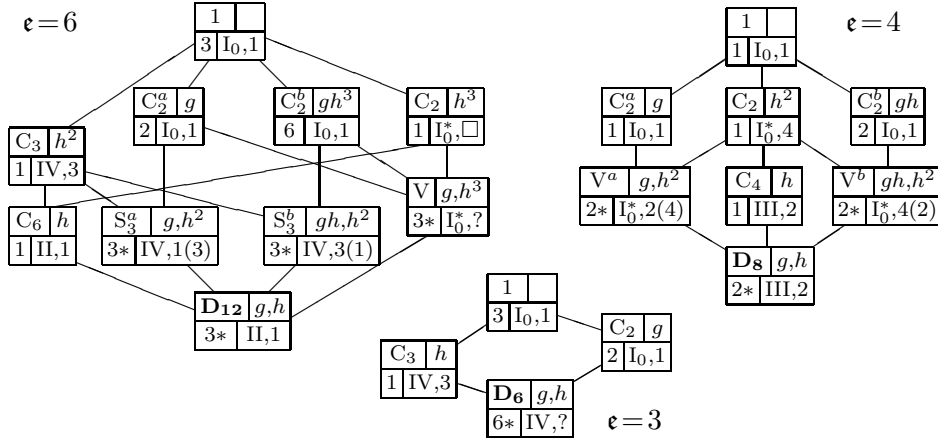 𝔢=6
1
3 I₀,1
C₂ᵃ g
2 I₀,1
C₂ᵇ gh³
6 I₀,1
C₂ h³
1 I₀*,□
C₃ h²
1 IV,3
V g,h³
3* I₀*,?
C₆ h
1 II,1
S₃ᵃ g,h²
3* IV,1(3)
S₃ᵇ gh,h²
3* IV,3(1)
D₁₂ g,h
3* II,1
𝔢=4
1
1 I₀,1
C₂ᵃ g
1 I₀,1
C₂ h²
1 I₀*,4
C₂ᵇ gh
2 I₀,1
Vᵃ g,h²
2* I₀*,2(4)
C₄ h
1 III,2
Vᵇ gh,h²
2* I₀*,4(2)
D₈ g,h
2* III,2
1
3 I₀,1
C₂ g
2 I₀,1
C₃ h
1 IV,3
D₆ g,h
6* IV,?
𝔢=3